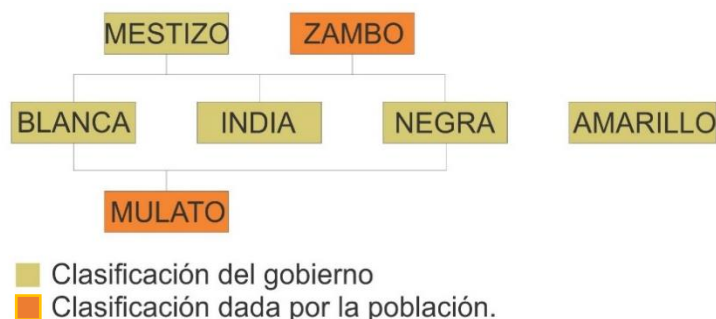 MESTIZO ZAMBO
BLANCA INDIA NEGRA AMARILLO
MULATO
Clasificación del gobierno
Clasificación dada por la población.